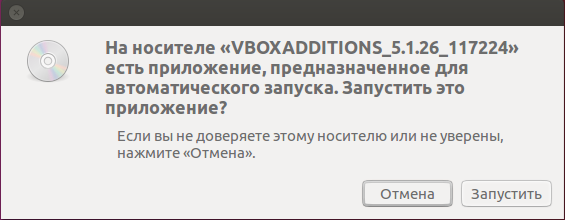 На носителе «VBOXADDITIONS_5.1.26_117224»
есть приложение, предназначенное для
автоматического запуска. Запустить это
приложение?
Если вы не доверяете этому носителю или не уверены,
нажмите «Отмена».
Отмена
Запустить